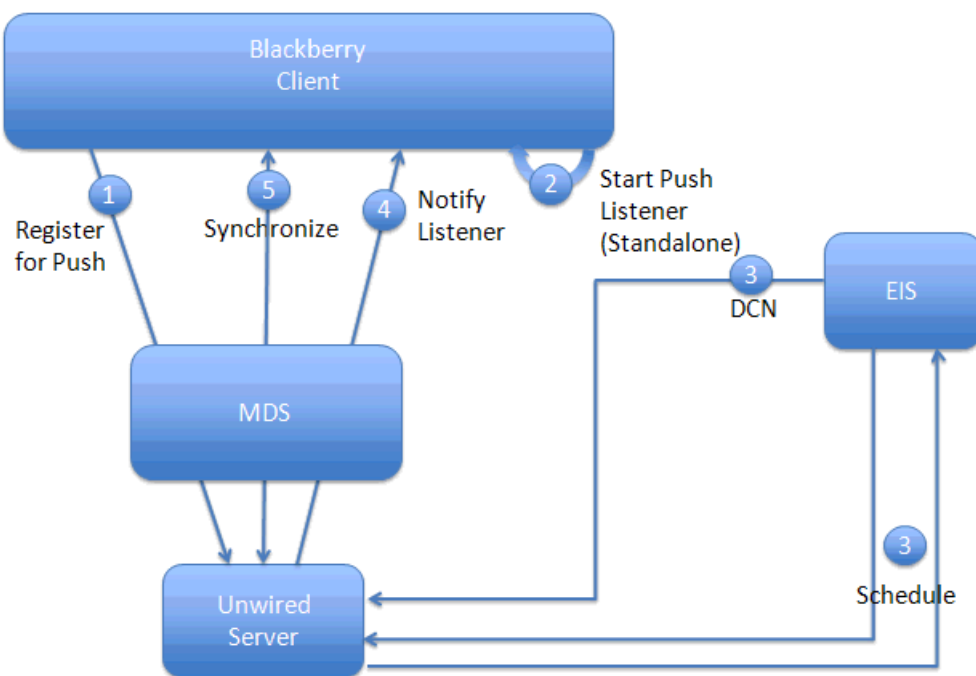 Blackberry
Client
1
Register
for Push
5
Synchronize
4
Notify
Listener
2
Start Push
Listener
(Standalone)
3
DCN
EIS
MDS
3
Schedule
Unwired
Server